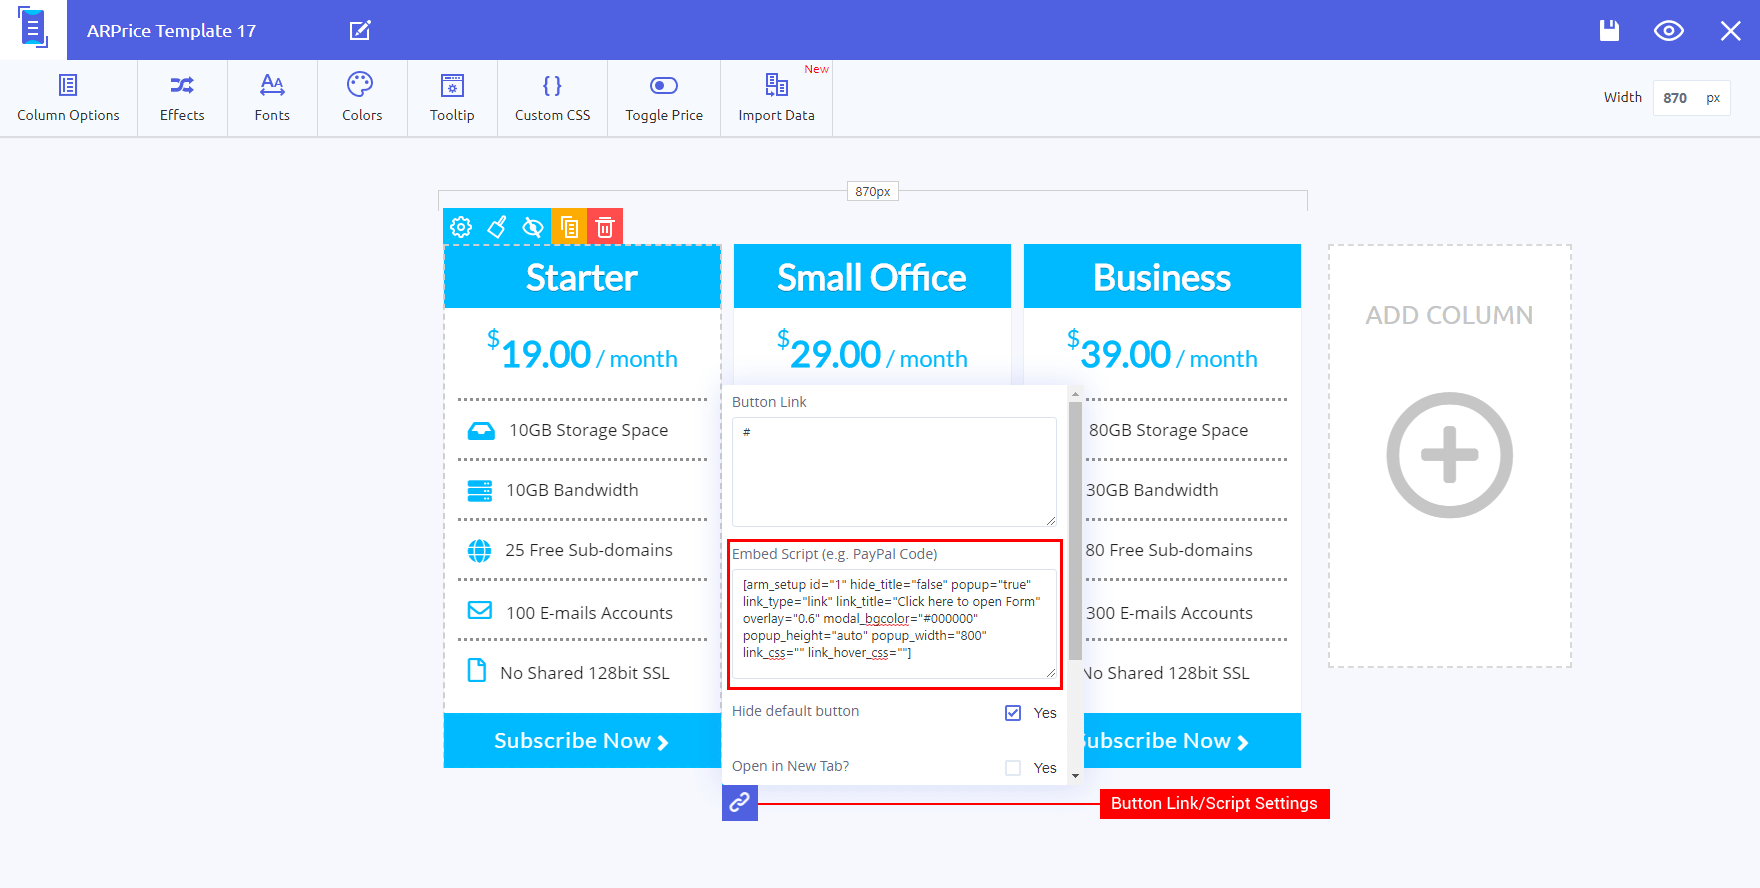 ARPrice Template 17
Column Options
Effects
Fonts
Colors
Tooltip
Custom CSS
Toggle Price
Import Data
New
Width 870 px
870px
Starter
$19.00 / month
10GB Storage Space
10GB Bandwidth
25 Free Sub-domains
100 E-mails Accounts
No Shared 128bit SSL
Subscribe Now
Small Office
$29.00 / month
Button Link
#
Embed Script (e.g. PayPal Code)
[arm_setup id="1" hide_title="false" popup="true"
link_type="link" link_title="Click here to open Form"
overlay="0.6" modal_bgcolor="#000000"
popup_height="auto" popup_width="800"
link_css="" link_hover_css=""]
Hide default button Yes
Open in New Tab? Yes
Business
$39.00 / month
80GB Storage Space
30GB Bandwidth
80 Free Sub-domains
300 E-mails Accounts
No Shared 128bit SSL
Subscribe Now
ADD COLUMN
Button Link/Script Settings